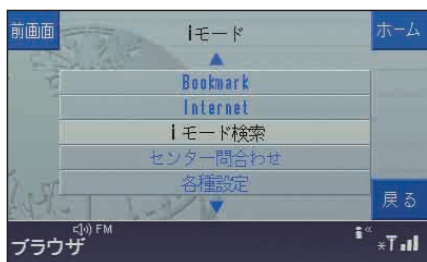 前画面
iモード
ホーム
Bookmark
Internet
iモード検索
センター問合わせ
各種設定
戻る
FM
ブラウザ